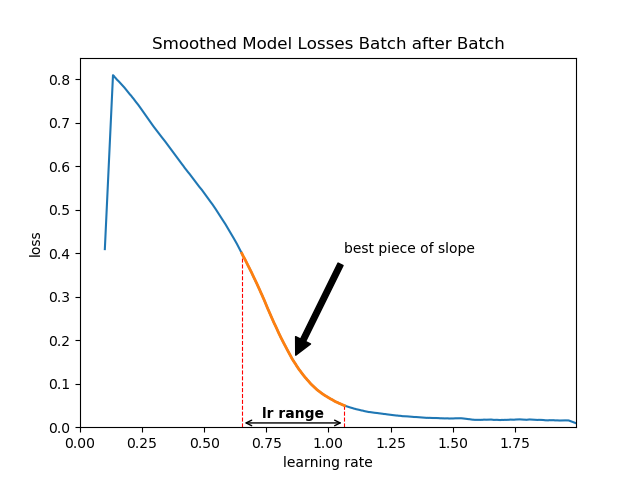 Smoothed Model Losses Batch after Batch
0.8
0.7
0.6
0.5
0.4
0.3
0.2
0.1
0.0
loss
best piece of slope
lr range
0.00 0.25 0.50 0.75 1.00 1.25 1.50 1.75
learning rate